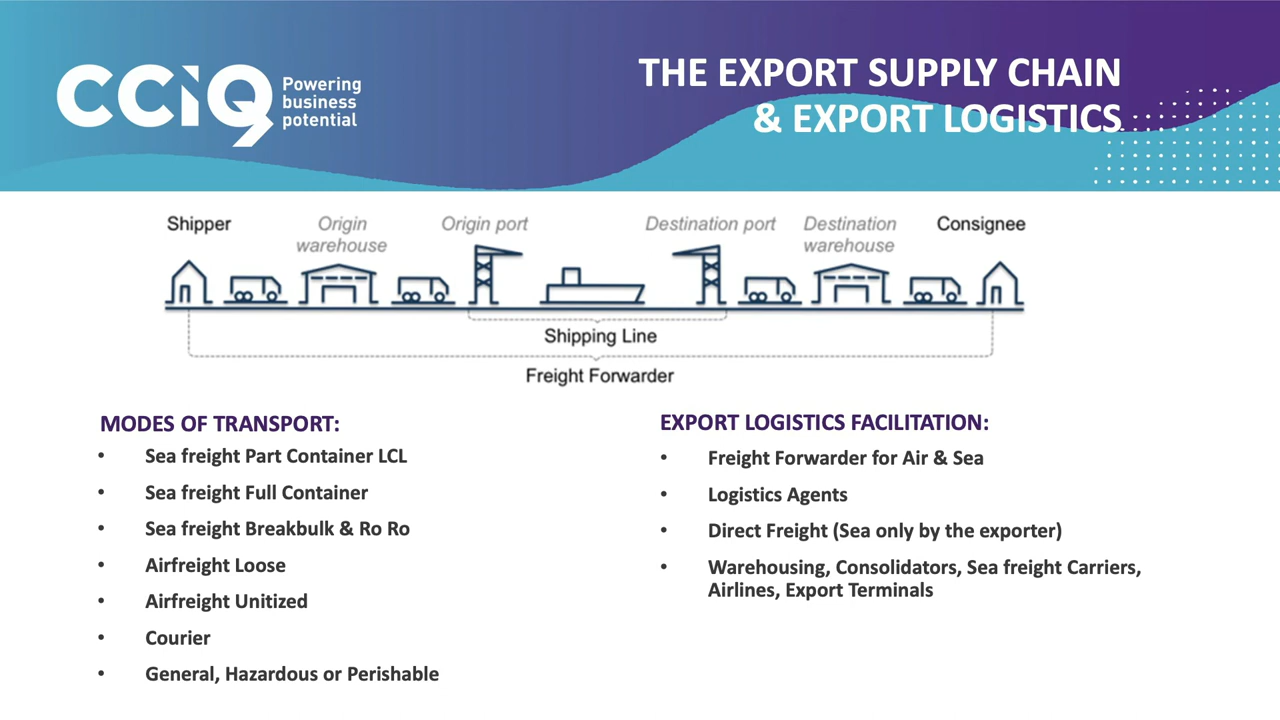 CCIQ
Powering
business
potential
THE EXPORT SUPPLY CHAIN
& EXPORT LOGISTICS
Shipper
Origin
warehouse
Origin port
Destination port
Destination
warehouse
Consignee
Shipping Line
Freight Forwarder
MODES OF TRANSPORT:
• Sea freight Part Container LCL
• Sea freight Full Container
• Sea freight Breakbulk & Ro Ro
• Airfreight Loose
• Airfreight Unitized
• Courier
• General, Hazardous or Perishable
EXPORT LOGISTICS FACILITATION:
• Freight Forwarder for Air & Sea
• Logistics Agents
• Direct Freight (Sea only by the exporter)
• Warehousing, Consolidators, Sea freight Carriers,
Airlines, Export Terminals